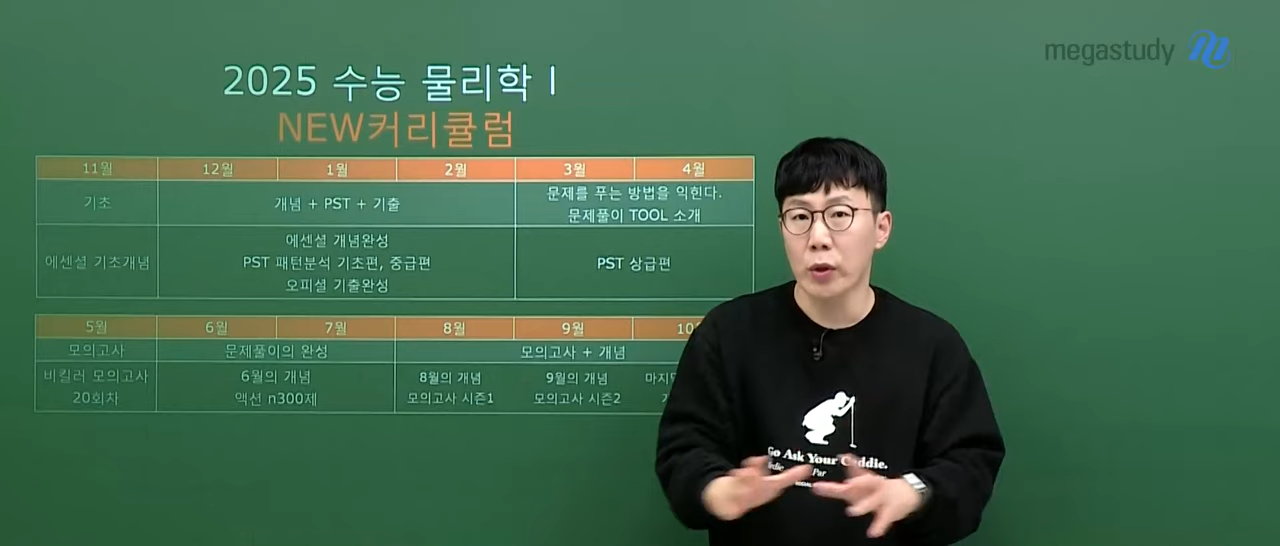 megastudy
2025 수능 물리학 I
NEW커리큘럼
11월 12월 1월 2월 3월 4월
기초 개념 + PST + 기출 문제를 푸는 방법을 익힌다.
문제풀이 TOOL 소개
에센셜 기초개념 에센셜 개념완성
PST 패턴분석 기초편, 중급편 PST 상급편
오피셜 기출완성
5월 6월 7월 8월 9월 10
모의고사 문제풀이의 완성 모의고사 + 개념
비킬러 모의고사 6월의 개념 8월의 개념 9월의 개념
20회차 액션 n300제 모의고사 시즌1 모의고사 시즌2
Go Ask Your Caddie.
Par